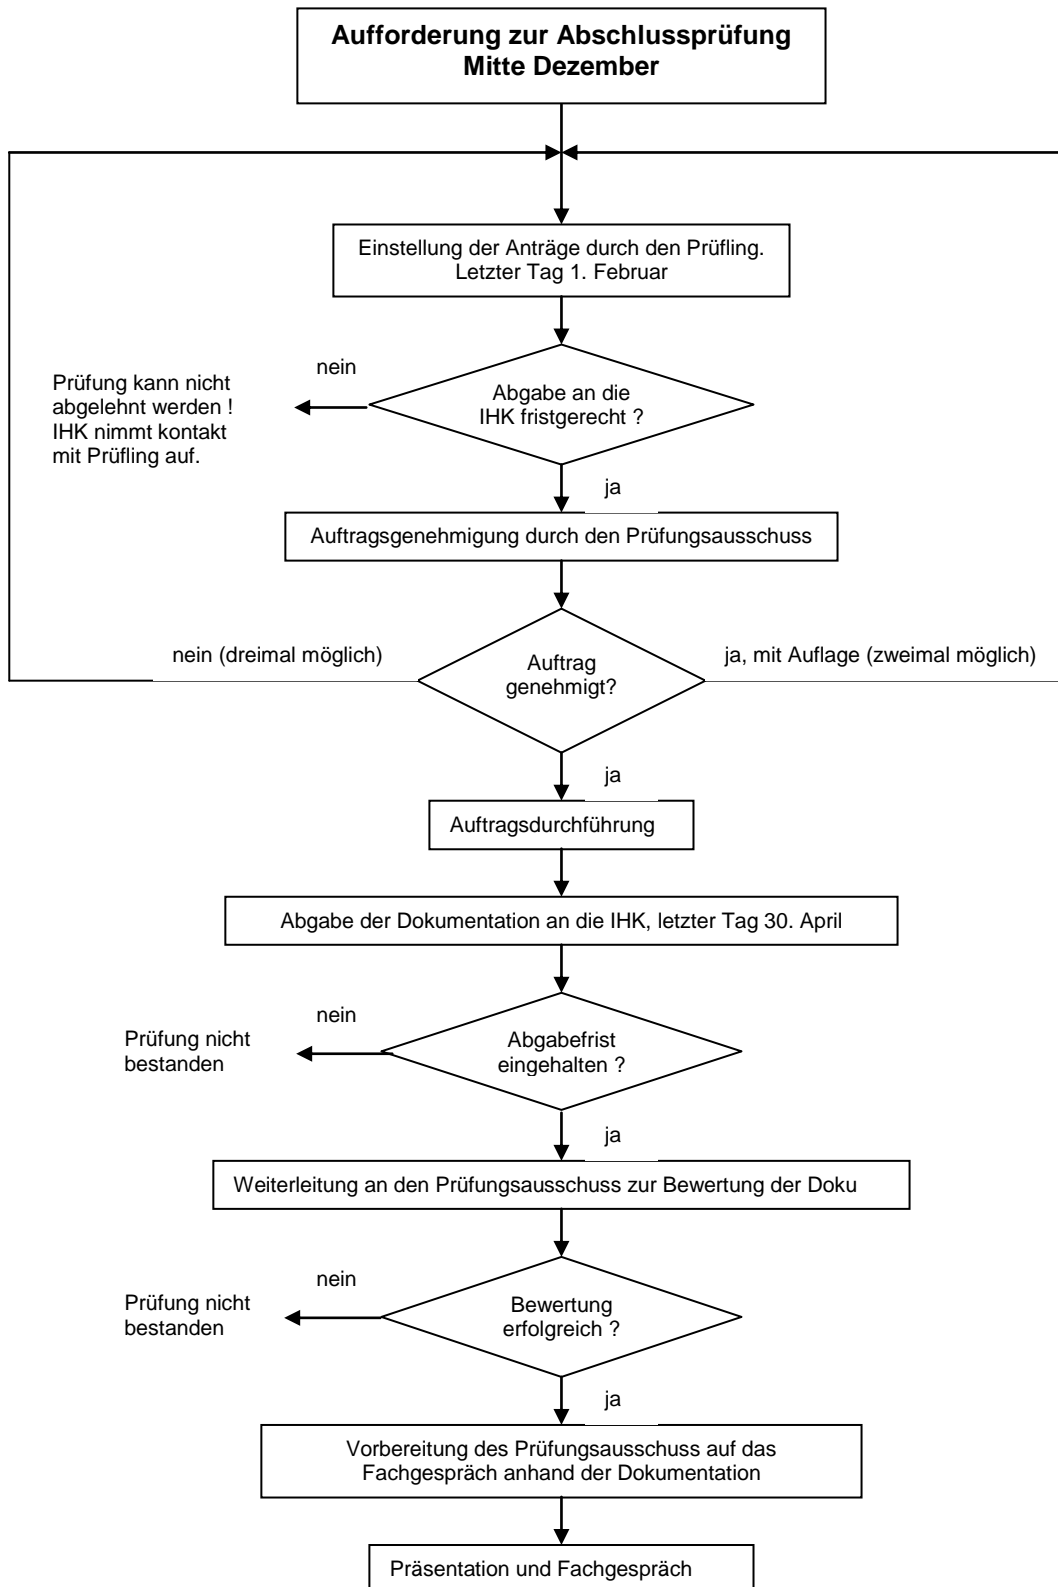 Aufforderung zur Abschlussprüfung
Mitte Dezember
Einstellung der Anträge durch den Prüfling.
Letzter Tag 1. Februar
nein
Prüfung kann nicht
abgelehnt werden !
IHK nimmt kontakt
mit Prüfling auf.
Abgabe an die
IHK fristgerecht ?
ja
Auftragsgenehmigung durch den Prüfungsausschuss
nein (dreimal möglich)
Auftrag
genehmigt?
ja, mit Auflage (zweimal möglich)
ja
Auftragsdurchführung
Abgabe der Dokumentation an die IHK, letzter Tag 30. April
nein
Prüfung nicht
bestanden
Abgabefrist
eingehalten ?
ja
Weiterleitung an den Prüfungsausschuss zur Bewertung der Doku
nein
Prüfung nicht
bestanden
Bewertung
erfolgreich ?
ja
Vorbereitung des Prüfungsausschuss auf das
Fachgespräch anhand der Dokumentation
Präsentation und Fachgespräch